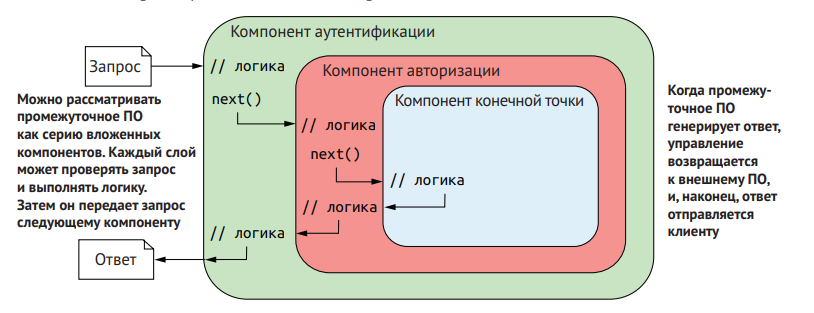 Компонент аутентификации
Запрос
// логика
Компонент авторизации
Можно рассматривать
промежуточное ПО
как серию вложенных
компонентов. Каждый слой
может проверять запрос
и выполнять логику.
Затем он передает запрос
следующему компоненту
next()
// логика
Компонент конечной точки
next()
// логика
// логика
// логика
Ответ
Когда промежу-
точное ПО
генерирует ответ,
управление
возвращается
к внешнему ПО,
и, наконец, ответ
отправляется
клиенту